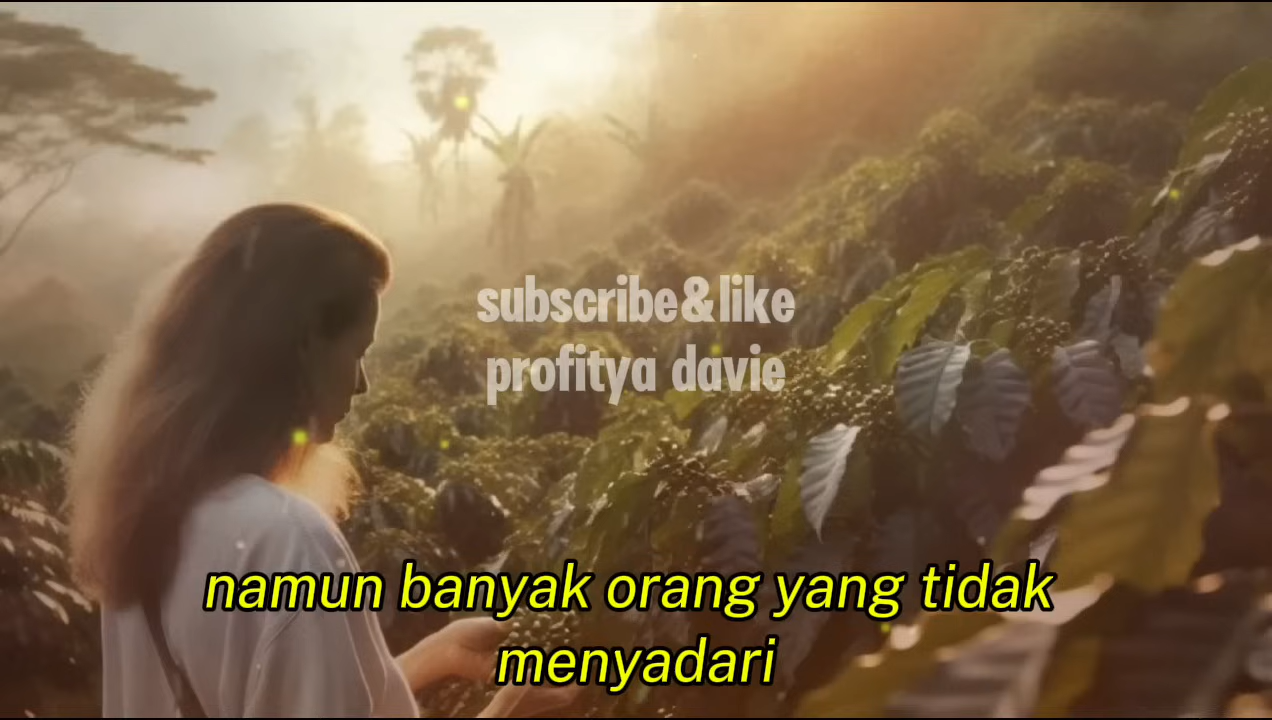 subscribe&like
profitya davie
namun banyak orang yang tidak
menyadari